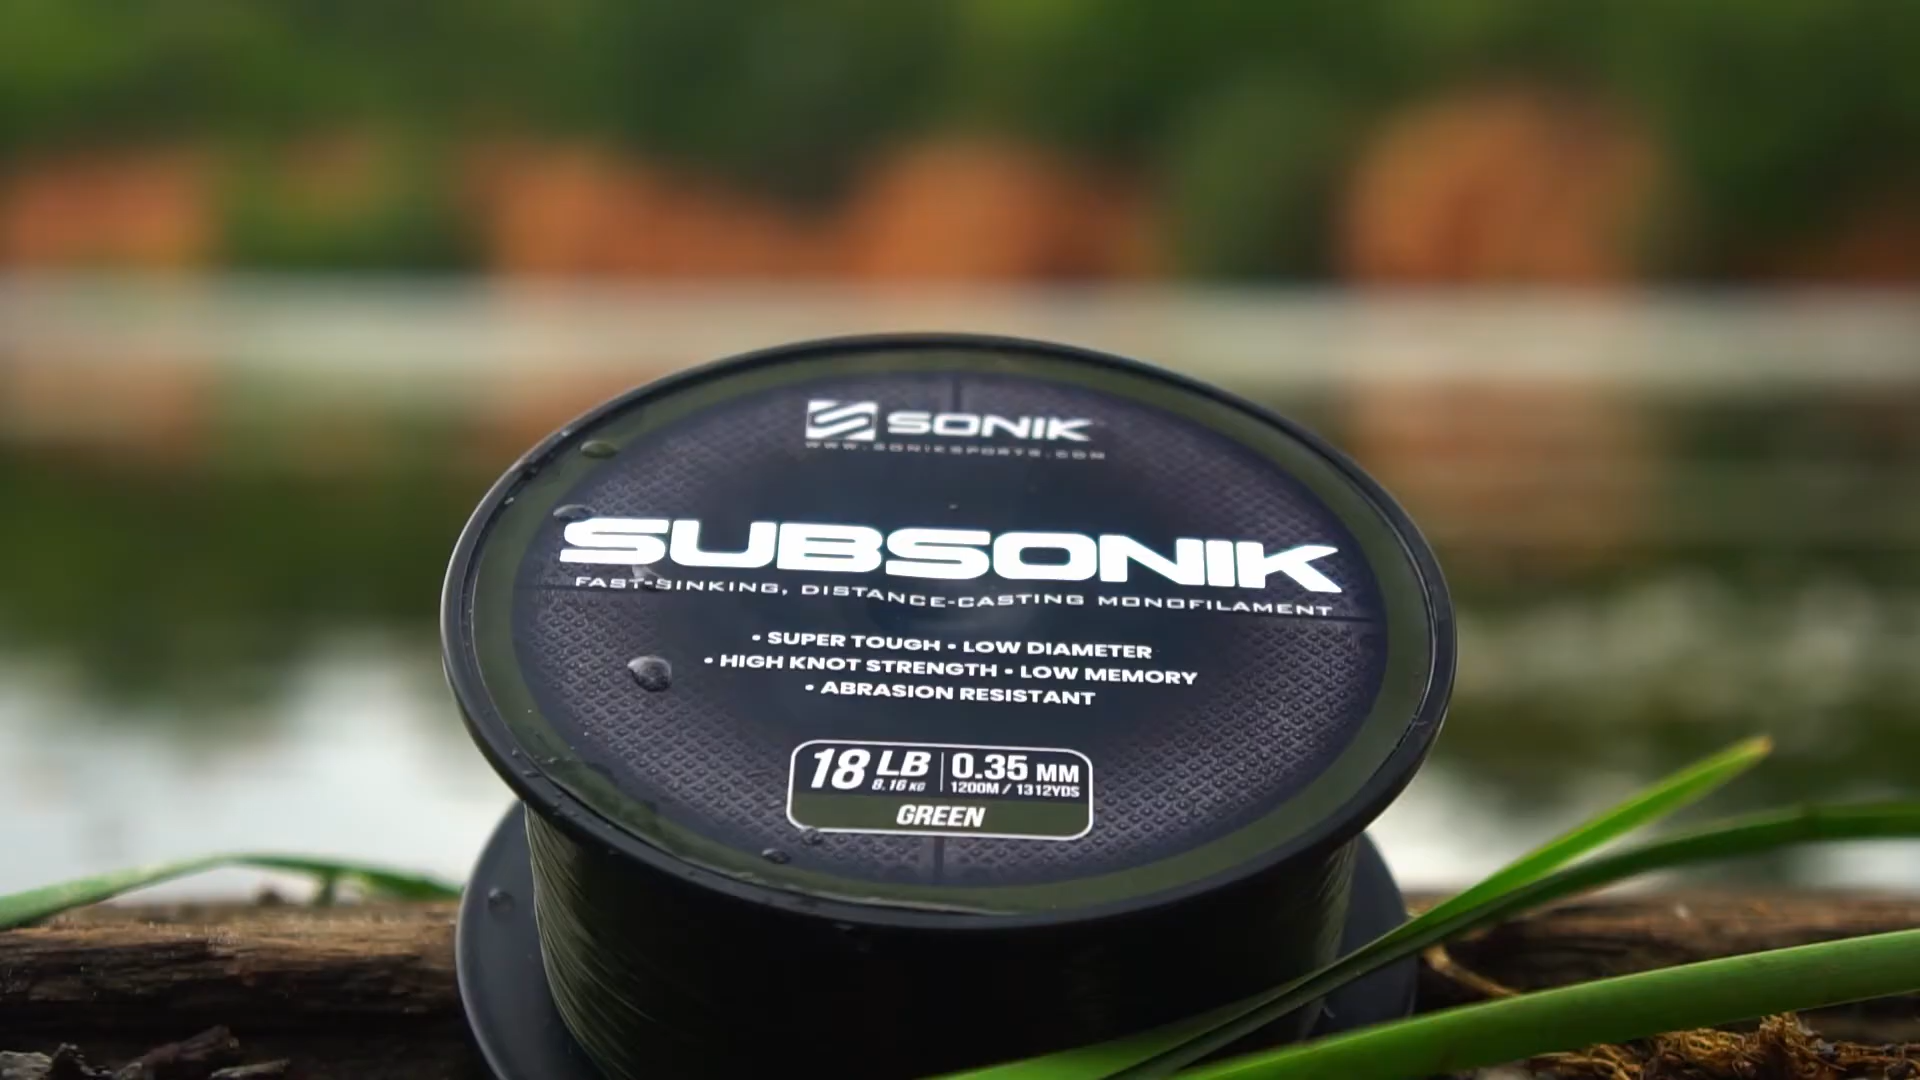 SONIK
WWW.SONIKSPORTS.COM
SUBSONIK
FAST-SINKING, DISTANCE-CASTING MONOFILAMENT
• SUPER TOUGH • LOW DIAMETER
• HIGH KNOT STRENGTH • LOW MEMORY
• ABRASION RESISTANT
18 LB 0.35 MM
8.16 KG 1200M / 1312YDS
GREEN